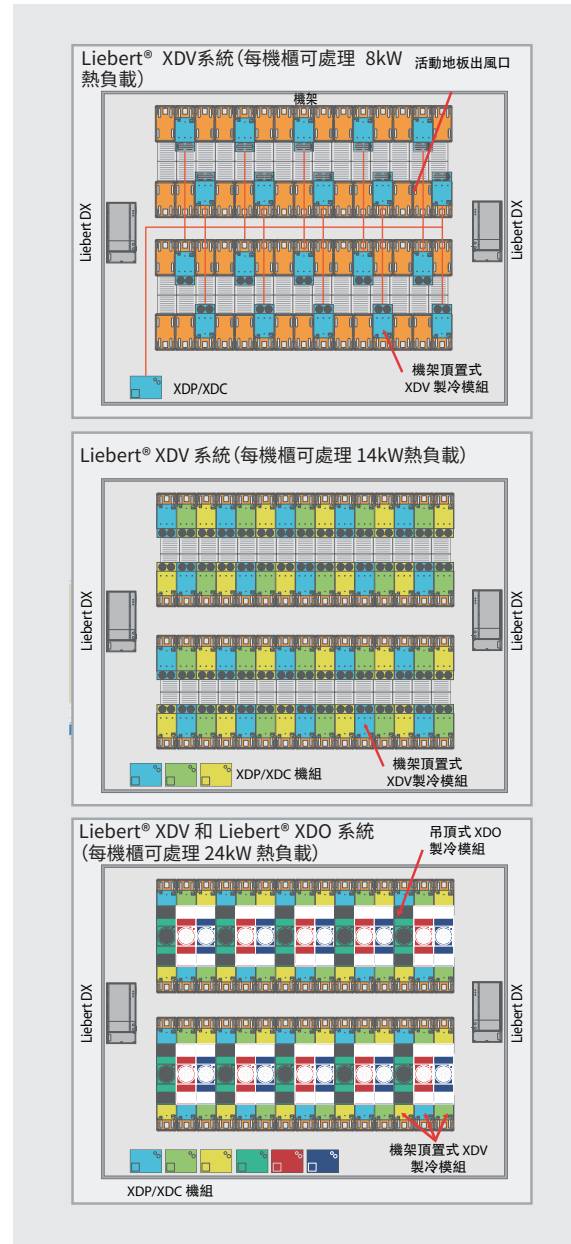 Liebert® XDV系統(每機櫃可處理 8kW
熱負載)
活動地板出風口
機架
Liebert DX
Liebert DX
機架頂置式
XDV 製冷模組
XDP/XDC
Liebert® XDV 系統(每機櫃可處理 14kW熱負載)
Liebert DX
Liebert DX
XDP/XDC 機組
機架頂置式
XDV製冷模組
Liebert® XDV 和 Liebert® XDO 系統
(每機櫃可處理 24kW 熱負載)
吊頂式 XDO
製冷模組
Liebert DX
Liebert DX
機架頂置式 XDV
製冷模組
XDP/XDC 機組